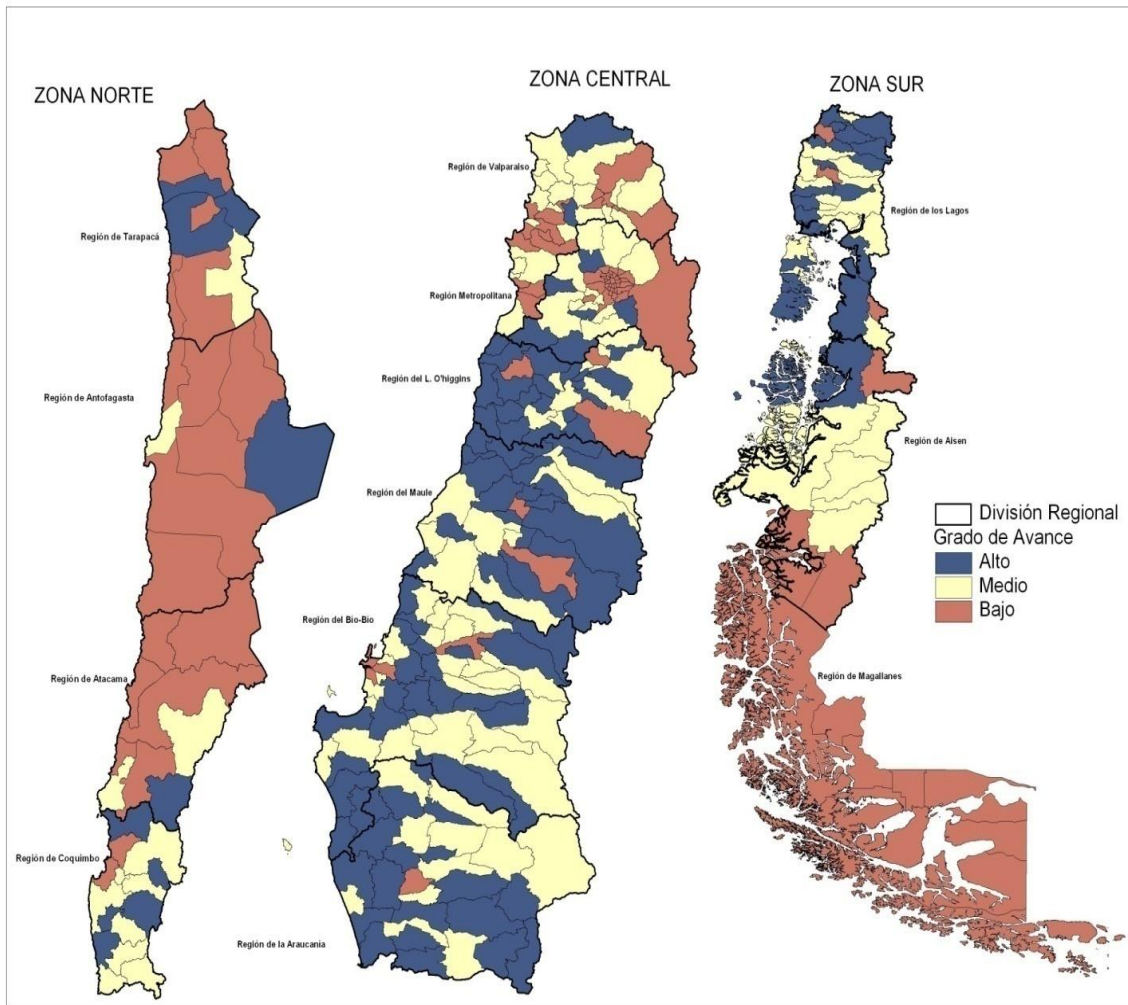 ZONA NORTE
Región de Tarapacá
Región de Antofagasta
Región de Atacama
Región de Coquimbo
ZONA CENTRAL
Región de Valparaíso
Región Metropolitana
Región del L. O'higgins
Región del Maule
Región del Bío-Bío
Región de la Araucanía
ZONA SUR
Región de los Lagos
Región de Aisen
Región de Magallanes
División Regional
Grado de Avance
Alto
Medio
Bajo